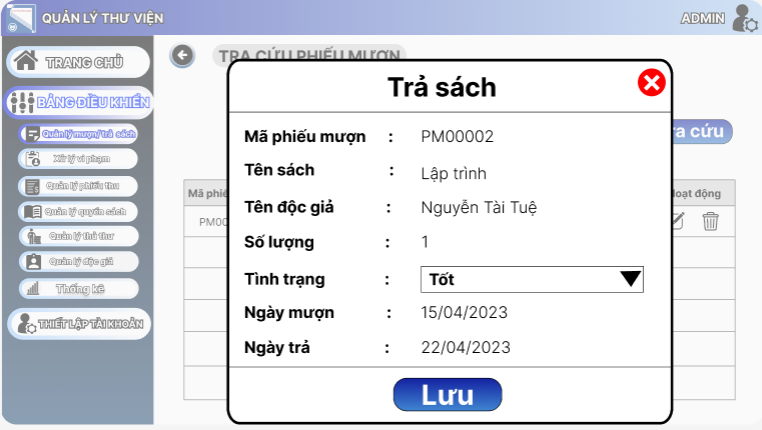 QUẢN LÝ THƯ VIỆN
ADMIN
TRANG CHỦ
BẢNG ĐIỀU KHIỂN
Quản lý mượn/trả sách
Xử lý vi phạm
Quản lý phiếu thu
Quản lý quyển sách
Quản lý thủ thư
Quản lý độc giả
Thống kê
THIẾT LẬP TÀI KHOẢN
TRA CỨU PHIẾU MƯỢN
Trả sách
Mã phiếu mượn : PM00002
Tên sách : Lập trình
Tên độc giả : Nguyễn Tài Tuệ
Số lượng : 1
Tình trạng : Tốt
Ngày mượn : 15/04/2023
Ngày trả : 22/04/2023
Lưu
ra cứu
Mã phiế
loạt động
PM00